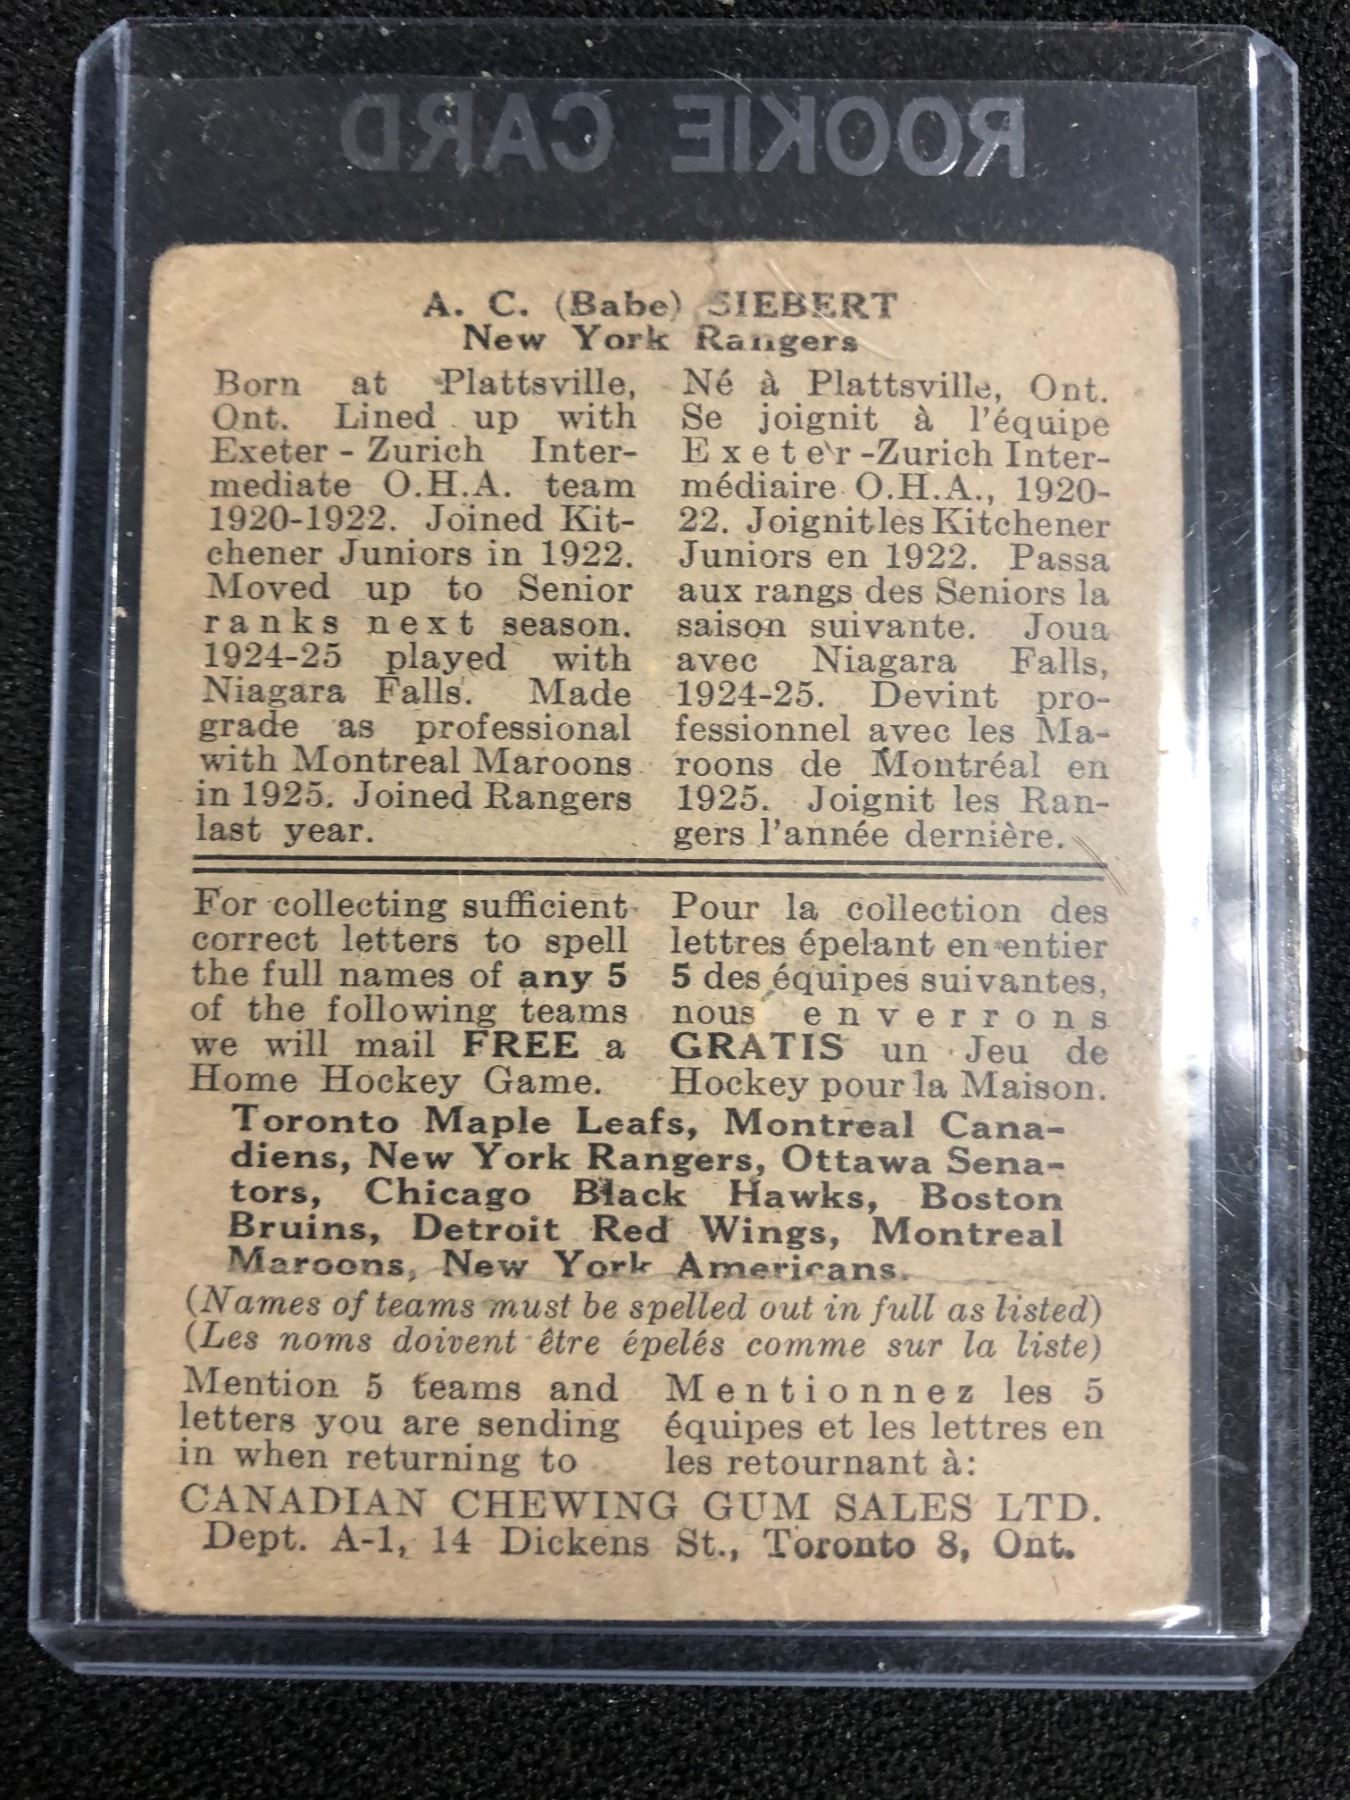 ROOKIE CARD
A. C. (Babe) SIEBERT
New York Rangers
Born at Plattsville,
Ont. Lined up with
Exeter - Zurich Inter-
mediate O.H.A. team
1920-1922. Joined Kit-
chener Juniors in 1922.
Moved up to Senior
ranks next season.
1924-25 played with
Niagara Falls. Made
grade as professional
with Montreal Maroons
in 1925. Joined Rangers
last year.
Né à Plattsville, Ont.
Se joignit à l'équipe
Exeter-Zurich Inter-
médiaire O.H.A., 1920-
22. Joignit les Kitchener
Juniors en 1922. Passa
aux rangs des Seniors la
saison suivante. Joua
avec Niagara Falls,
1924-25. Devint pro-
fessionnel avec les Ma-
roons de Montréal en
1925. Joignit les Ran-
gers l'année dernière.
For collecting sufficient
correct letters to spell
the full names of any 5
of the following teams
we will mail FREE a
Home Hockey Game.
Pour la collection des
lettres épelant en entier
5 des équipes suivantes,
nous enverrons
GRATIS un Jeu de
Hockey pour la Maison.
Toronto Maple Leafs, Montreal Cana-
diens, New York Rangers, Ottawa Sena-
tors, Chicago Black Hawks, Boston
Bruins, Detroit Red Wings, Montreal
Maroons, New York Americans.
(Names of teams must be spelled out in full as listed)
(Les noms doivent être épelés comme sur la liste)
Mention 5 teams and
letters you are sending
in when returning to
Mentionnez les 5
équipes et les lettres en
les retournant à:
CANADIAN CHEWING GUM SALES LTD.
Dept. A-1, 14 Dickens St., Toronto 8, Ont.